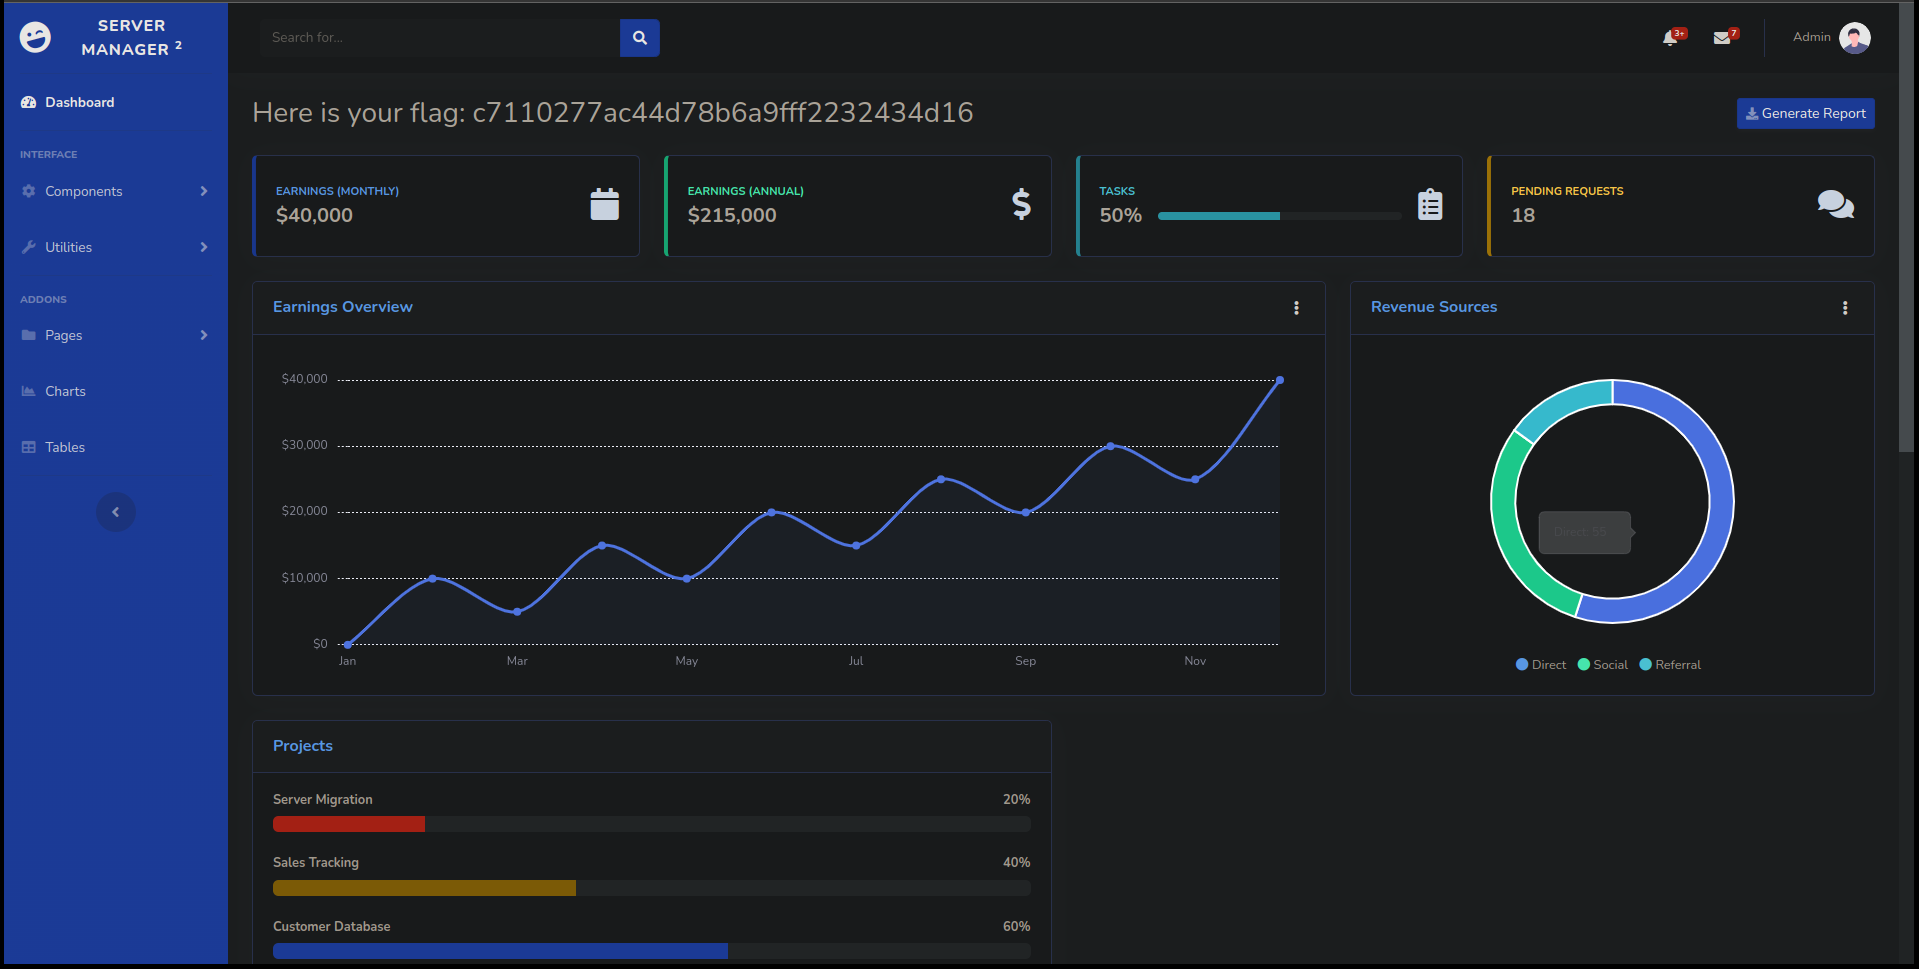 SERVER
MANAGER 2
Search for...
3+
7
Admin
Dashboard
Here is your flag: c7110277ac44d78b6a9fff2232434d16
Generate Report
INTERFACE
Components
Utilities
ADDONS
Pages
Charts
Tables
EARNINGS (MONTHLY)
$40,000
EARNINGS (ANNUAL)
$215,000
TASKS
50%
PENDING REQUESTS
18
Earnings Overview
$40,000
$30,000
$20,000
$10,000
$0
Jan
Mar
May
Jul
Sep
Nov
Revenue Sources
Direct: 55
Direct
Social
Referral
Projects
Server Migration
20%
Sales Tracking
40%
Customer Database
60%